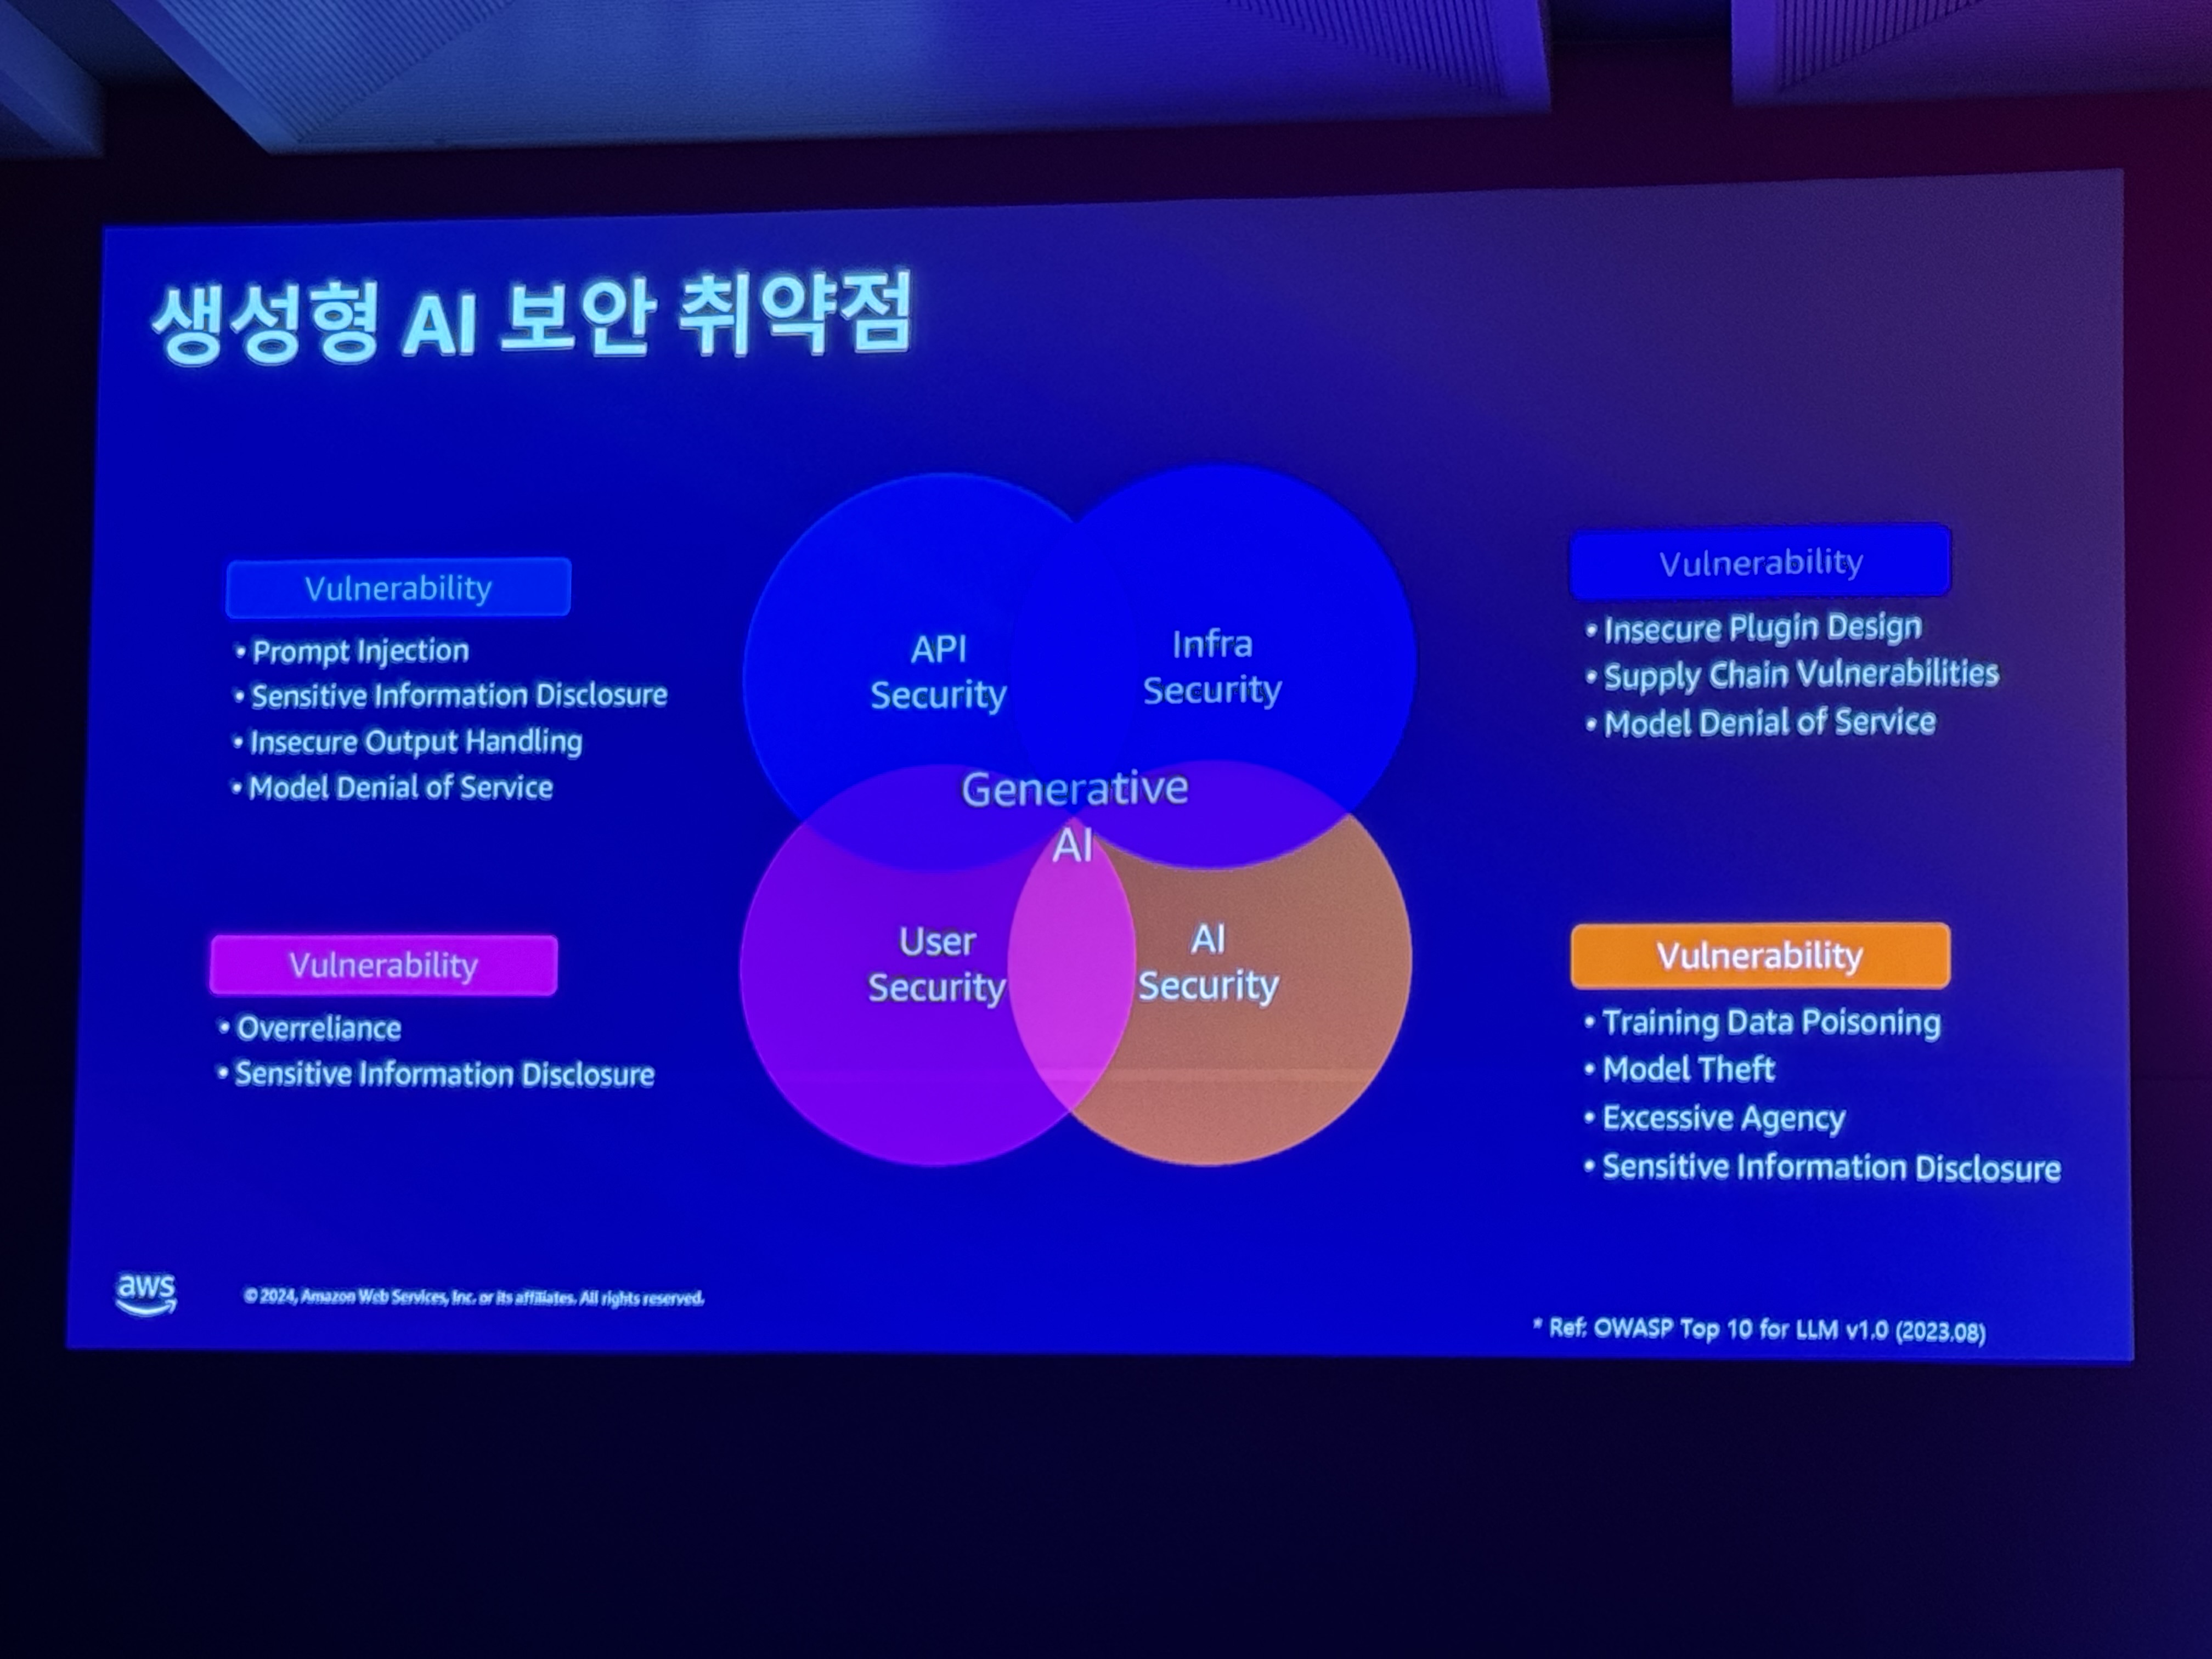 생성형 AI 보안 취약점
Vulnerability
• Prompt Injection
• Sensitive Information Disclosure
• Insecure Output Handling
• Model Denial of Service
Vulnerability
• Overreliance
• Sensitive Information Disclosure
API
Security
Infra
Security
Generative
AI
User
Security
AI
Security
Vulnerability
• Insecure Plugin Design
• Supply Chain Vulnerabilities
• Model Denial of Service
Vulnerability
• Training Data Poisoning
• Model Theft
• Excessive Agency
• Sensitive Information Disclosure
aws
© 2024, Amazon Web Services, Inc. or its affiliates. All rights reserved.
* Ref: OWASP Top 10 for LLM v1.0 (2023.08)